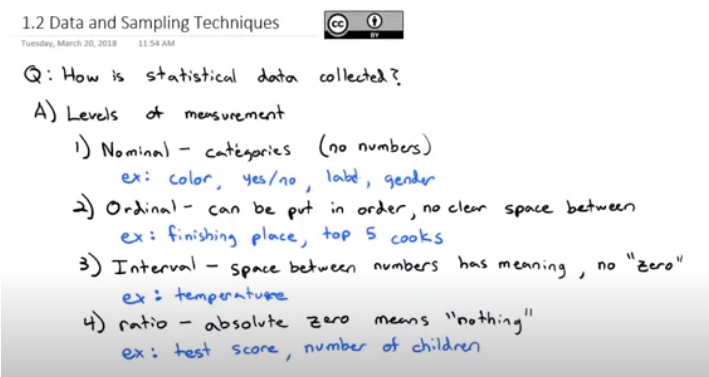 1.2 Data and Sampling Techniques
cc BY
Tuesday, March 20, 2018 11:54 AM
Q: How is statistical data collected?
A) Levels of measurement
1) Nominal - categories (no numbers)
ex: color, yes/no, label, gender
2) Ordinal - can be put in order, no clear space between
ex: finishing place, top 5 cooks
3) Interval - space between numbers has meaning, no "zero"
ex: temperature
4) ratio - absolute zero means "nothing"
ex: test score, number of children